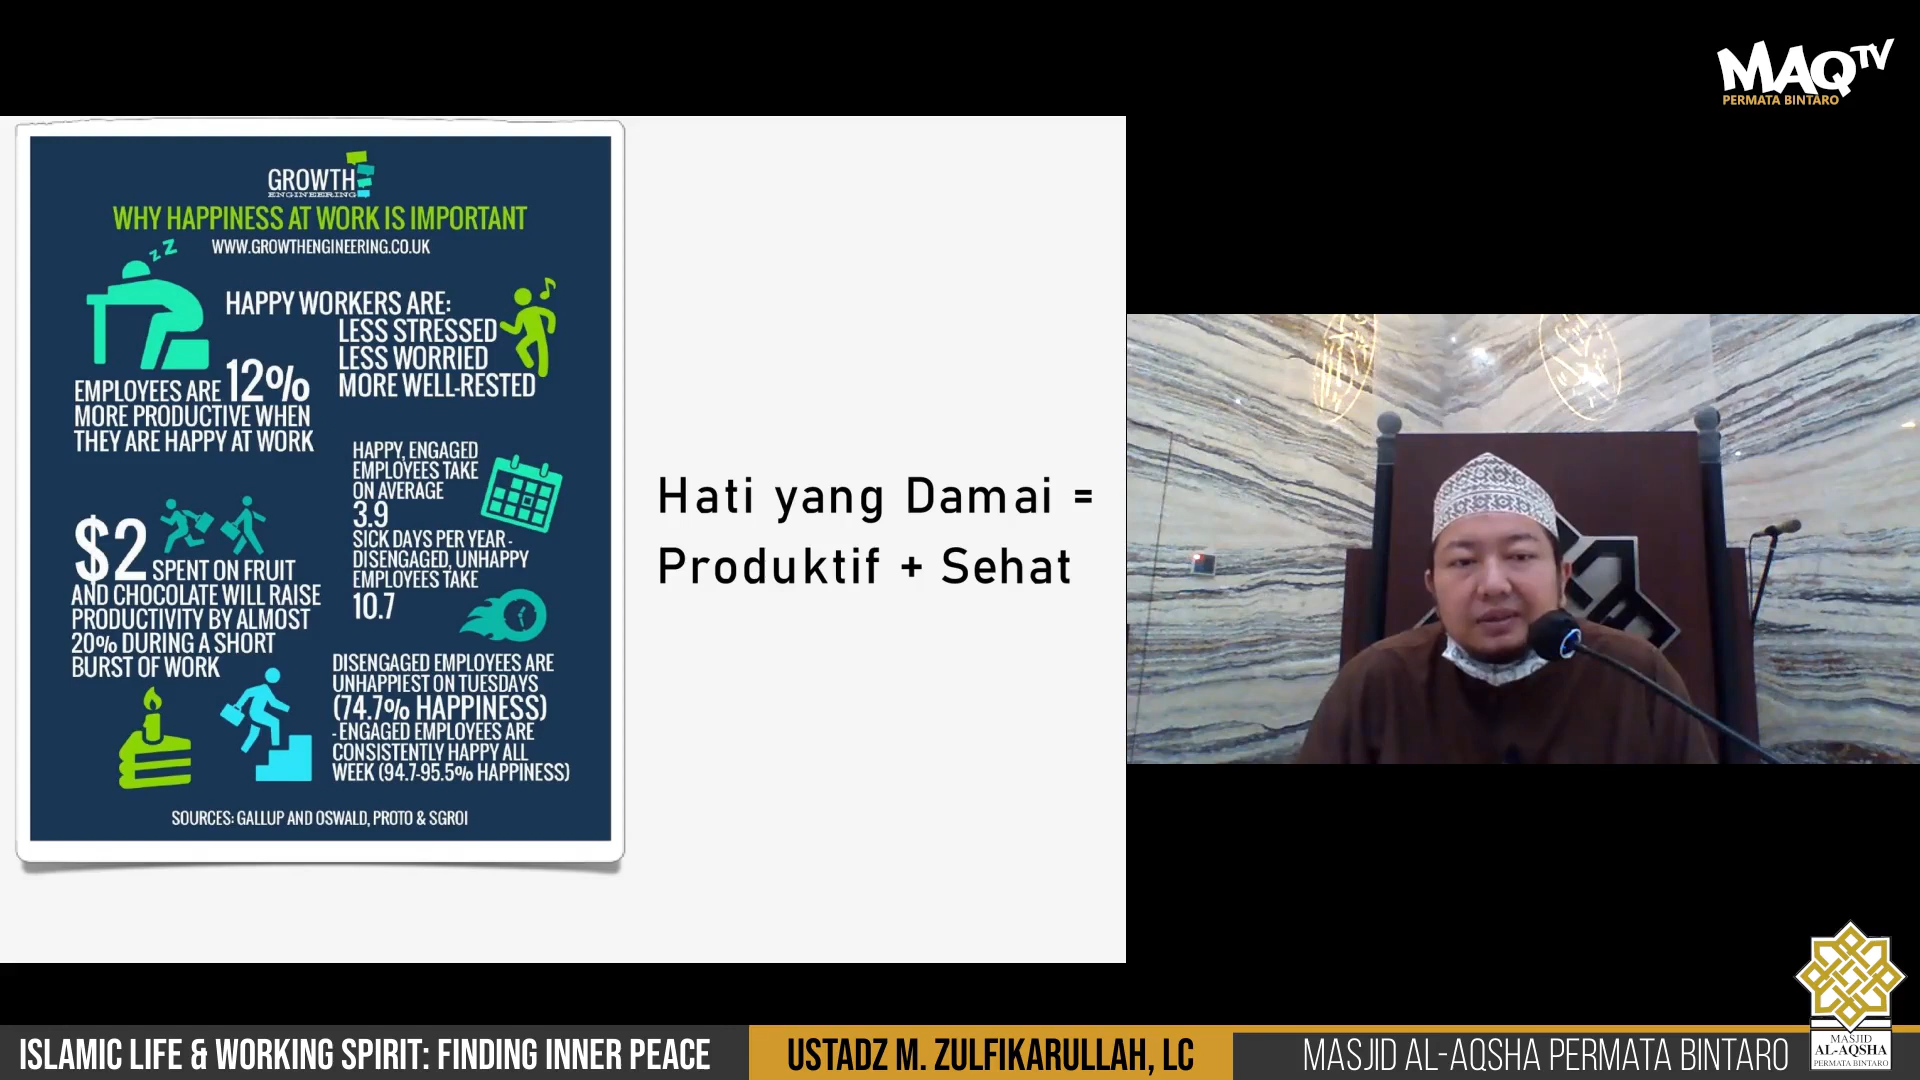 MAQ TV
PERMATA BINTARO
GROWTH
ENGINEERING
WHY HAPPINESS AT WORK IS IMPORTANT
WWW.GROWTHENGINEERING.CO.UK
z z Z
HAPPY WORKERS ARE:
LESS STRESSED
LESS WORRIED
MORE WELL-RESTED
EMPLOYEES ARE 12%
MORE PRODUCTIVE WHEN
THEY ARE HAPPY AT WORK
HAPPY, ENGAGED
EMPLOYEES TAKE
ON AVERAGE
3.9
SICK DAYS PER YEAR -
DISENGAGED, UNHAPPY
EMPLOYEES TAKE
10.7
$2 SPENT ON FRUIT
AND CHOCOLATE WILL RAISE
PRODUCTIVITY BY ALMOST
20% DURING A SHORT
BURST OF WORK
DISENGAGED EMPLOYEES ARE
UNHAPPIEST ON TUESDAYS
(74.7% HAPPINESS)
- ENGAGED EMPLOYEES ARE
CONSISTENTLY HAPPY ALL
WEEK (94.7-95.5% HAPPINESS)
SOURCES: GALLUP AND OSWALD, PROTO & SGROI
Hati yang Damai =
Produktif + Sehat
ISLAMIC LIFE & WORKING SPIRIT: FINDING INNER PEACE
USTADZ M. ZULFIKARULLAH, LC
MASJID AL-AQSHA PERMATA BINTARO
MASJID
AL-AQSHA
PERMATA BINTARO